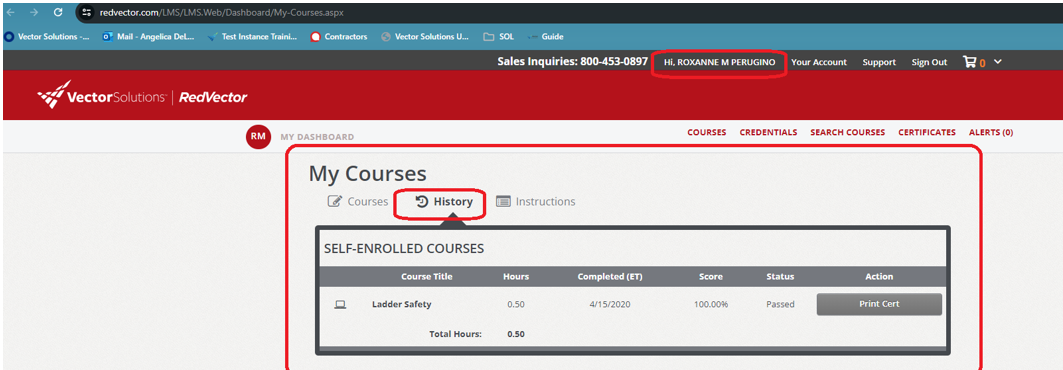 redvector.com/LMS/LMS.Web/Dashboard/My-Courses.aspx
Vector Solutions -... Mail - Angelica DeL... Test Instance Traini... Contractors Vector Solutions U... SOL Guide
Sales Inquiries: 800-453-0897 Hi, ROXANNE M PERUGINO Your Account Support Sign Out 0
VectorSolutions | RedVector
RM MY DASHBOARD COURSES CREDENTIALS SEARCH COURSES CERTIFICATES ALERTS (0)
My Courses
Courses History Instructions
SELF-ENROLLED COURSES
Course Title Hours Completed (ET) Score Status Action
Ladder Safety 0.50 4/15/2020 100.00% Passed Print Cert
Total Hours: 0.50